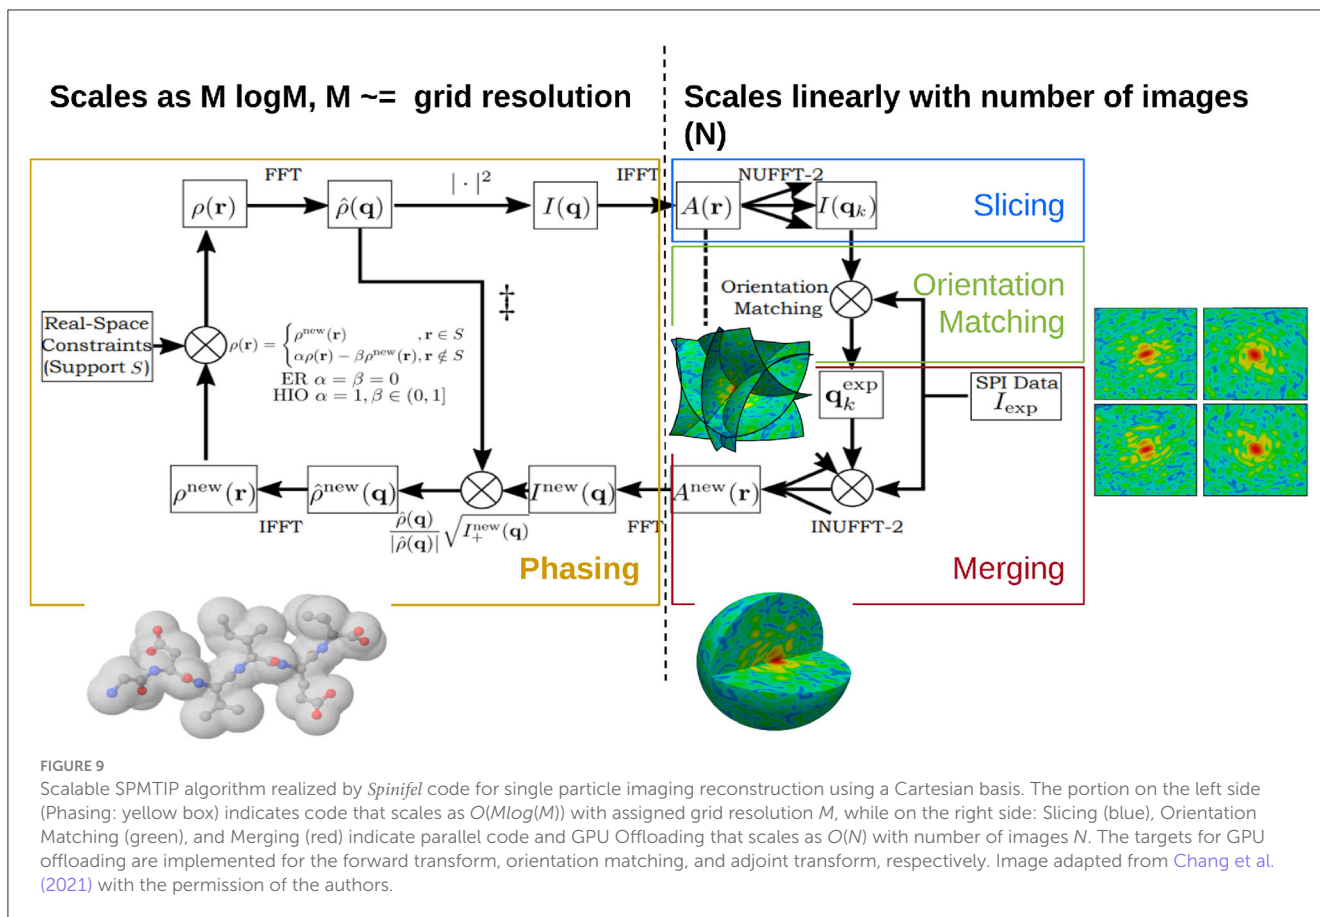 Scales as M logM, M ~= grid resolution
Scales linearly with number of images
(N)
FFT
| · |²
IFFT
NUFFT-2
ρ(r)
ρ̂(q)
I(q)
A(r)
I(q_k)
Slicing
‡
Orientation
Matching
Orientation
Matching
Real-Space
Constraints
(Support S)
ρ(r) = { ρ^new(r) , r ∈ S
αρ(r) − βρ^new(r), r ∉ S
ER α = β = 0
HIO α = 1, β ∈ (0, 1]
q_k^exp
SPI Data
I_exp
ρ^new(r)
ρ̂^new(q)
I^new(q)
A^new(r)
IFFT
ρ̂(q)/|ρ̂(q)| √(I_+^new(q))
FFT
INUFFT-2
Phasing
Merging
FIGURE 9
Scalable SPMTIP algorithm realized by Spinifel code for single particle imaging reconstruction using a Cartesian basis. The portion on the left side
(Phasing: yellow box) indicates code that scales as O(Mlog(M)) with assigned grid resolution M, while on the right side: Slicing (blue), Orientation
Matching (green), and Merging (red) indicate parallel code and GPU Offloading that scales as O(N) with number of images N. The targets for GPU
offloading are implemented for the forward transform, orientation matching, and adjoint transform, respectively. Image adapted from Chang et al.
(2021) with the permission of the authors.